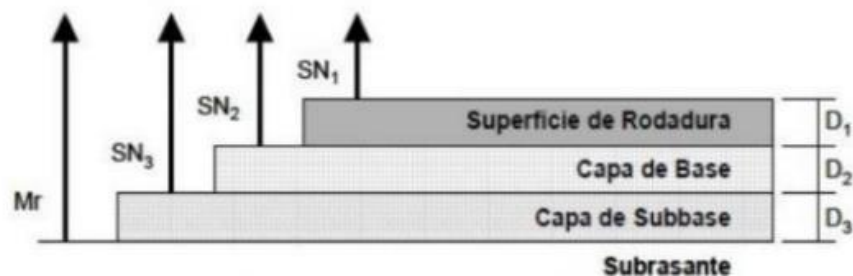 SN₁
Superficie de Rodadura
D₁
SN₂
Capa de Base
D₂
SN₃
Capa de Subbase
D₃
Mr
Subrasante